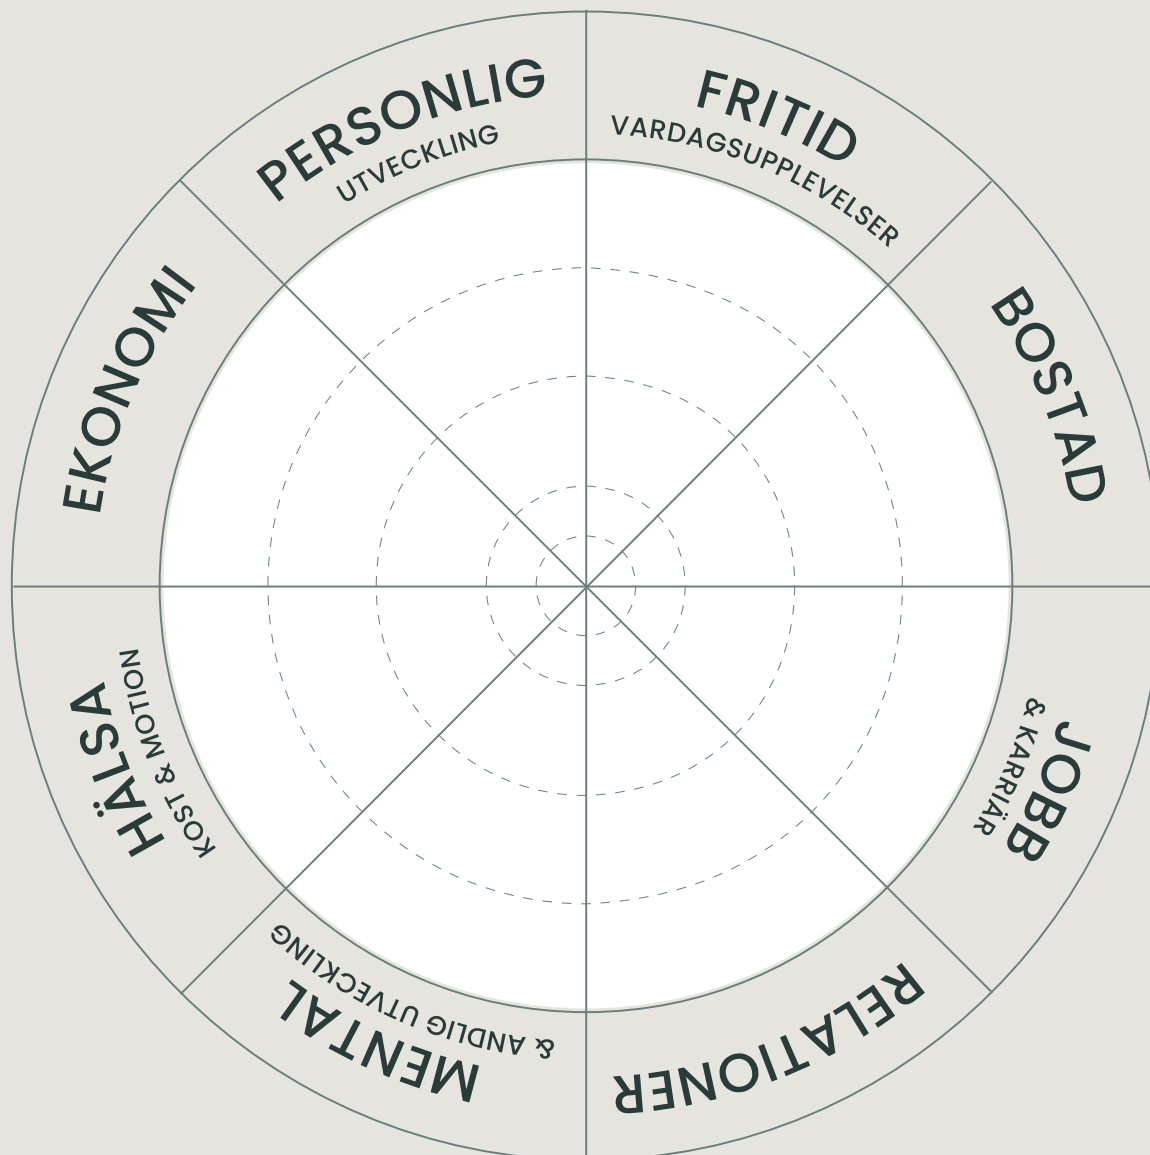 FRITID
VARDAGSUPPLEVELSER
BOSTAD
JOBB
& KARRIÄR
RELATIONER
MENTAL
& ANDLIG UTVECKLING
HÄLSA
KOST & MOTION
EKONOMI
PERSONLIG
UTVECKLING